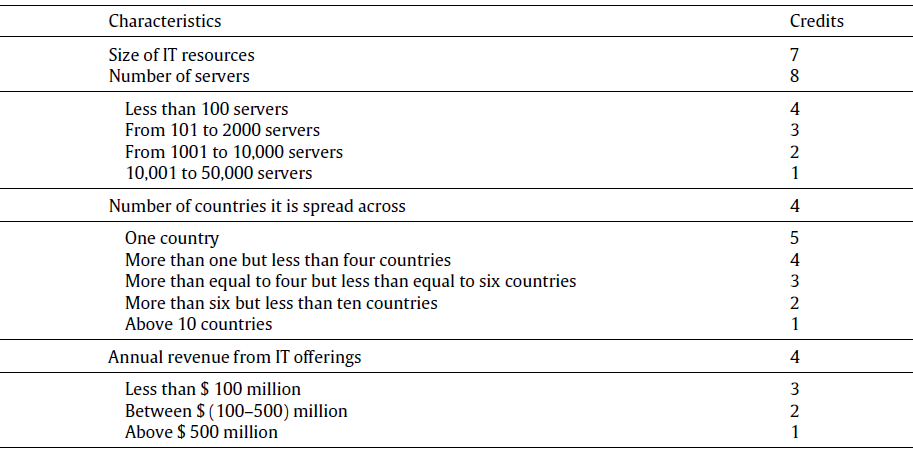 Characteristics Credits
Size of IT resources 7
Number of servers 8
Less than 100 servers 4
From 101 to 2000 servers 3
From 1001 to 10,000 servers 2
10,001 to 50,000 servers 1
Number of countries it is spread across 4
One country 5
More than one but less than four countries 4
More than equal to four but less than equal to six countries 3
More than six but less than ten countries 2
Above 10 countries 1
Annual revenue from IT offerings 4
Less than $ 100 million 3
Between $ (100–500) million 2
Above $ 500 million 1